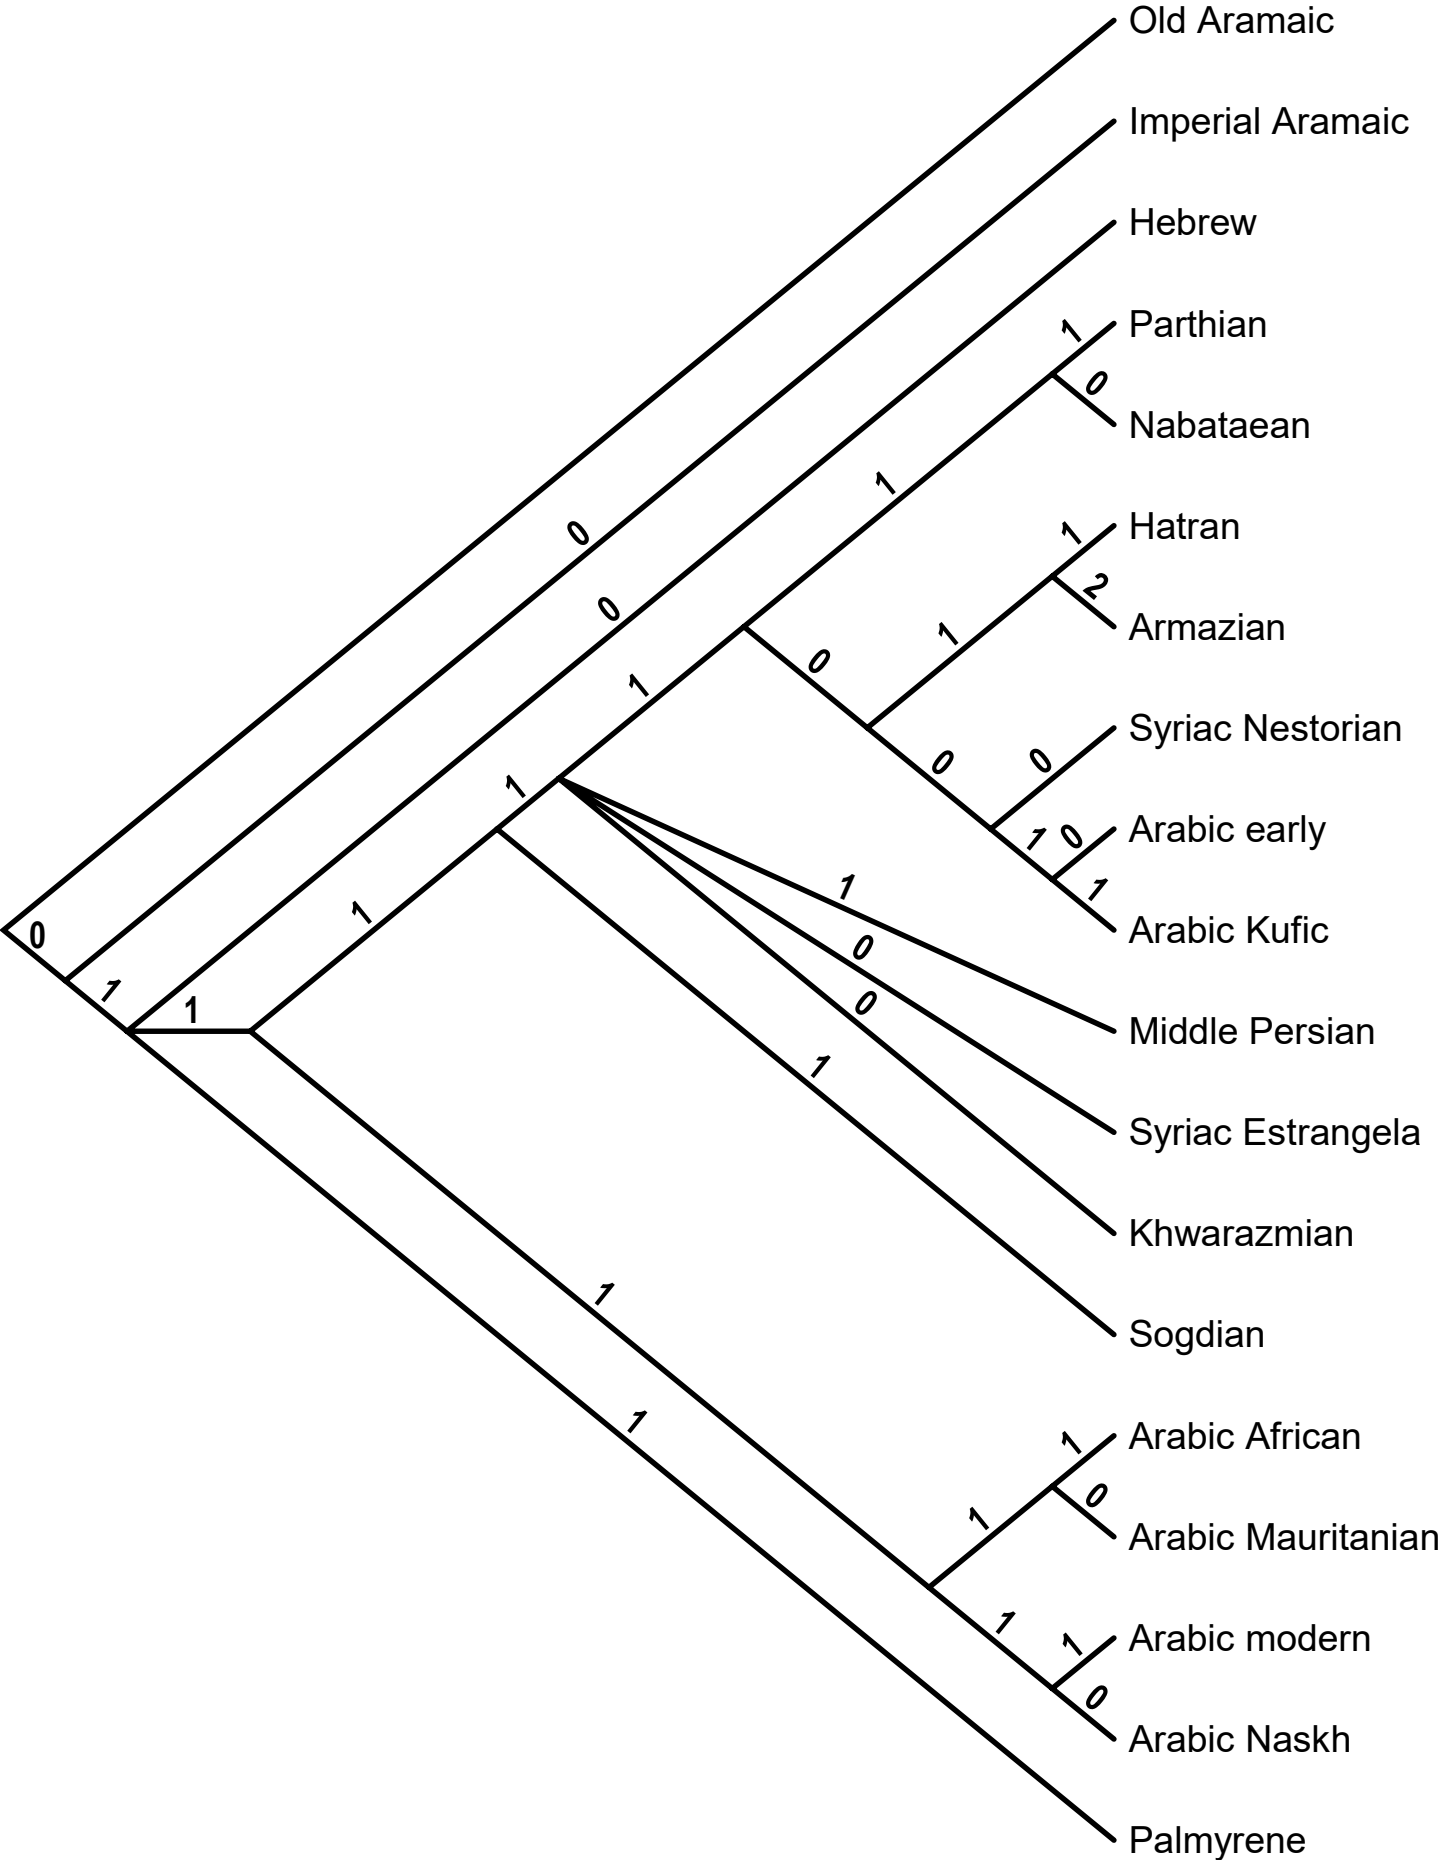 Old Aramaic
Imperial Aramaic
Hebrew
1 Parthian
0
Nabataean
1
0
1 Hatran
2
Armazian
0
1
0
1
Syriac Nestorian
0
0
1
1 0 Arabic early
1
1
1
Arabic Kufic
0
0
1
1
Middle Persian
0
1
Syriac Estrangela
Khwarazmian
1
Sogdian
1
1
Arabic African
0
1
Arabic Mauritanian
1
1
Arabic modern
0
Arabic Naskh
Palmyrene